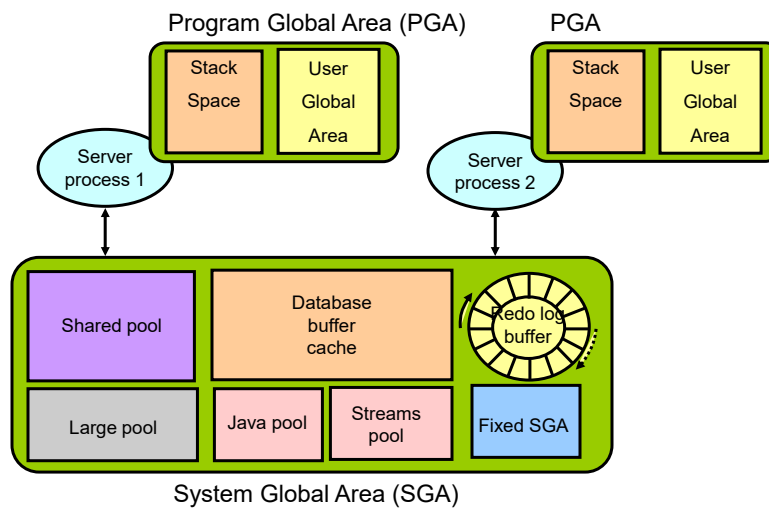 Program Global Area (PGA)
PGA
Stack
Space
User
Global
Area
Stack
Space
User
Global
Area
Server
process 1
Server
process 2
Shared pool
Database
buffer
cache
Redo log
buffer
Large pool
Java pool
Streams
pool
Fixed SGA
System Global Area (SGA)